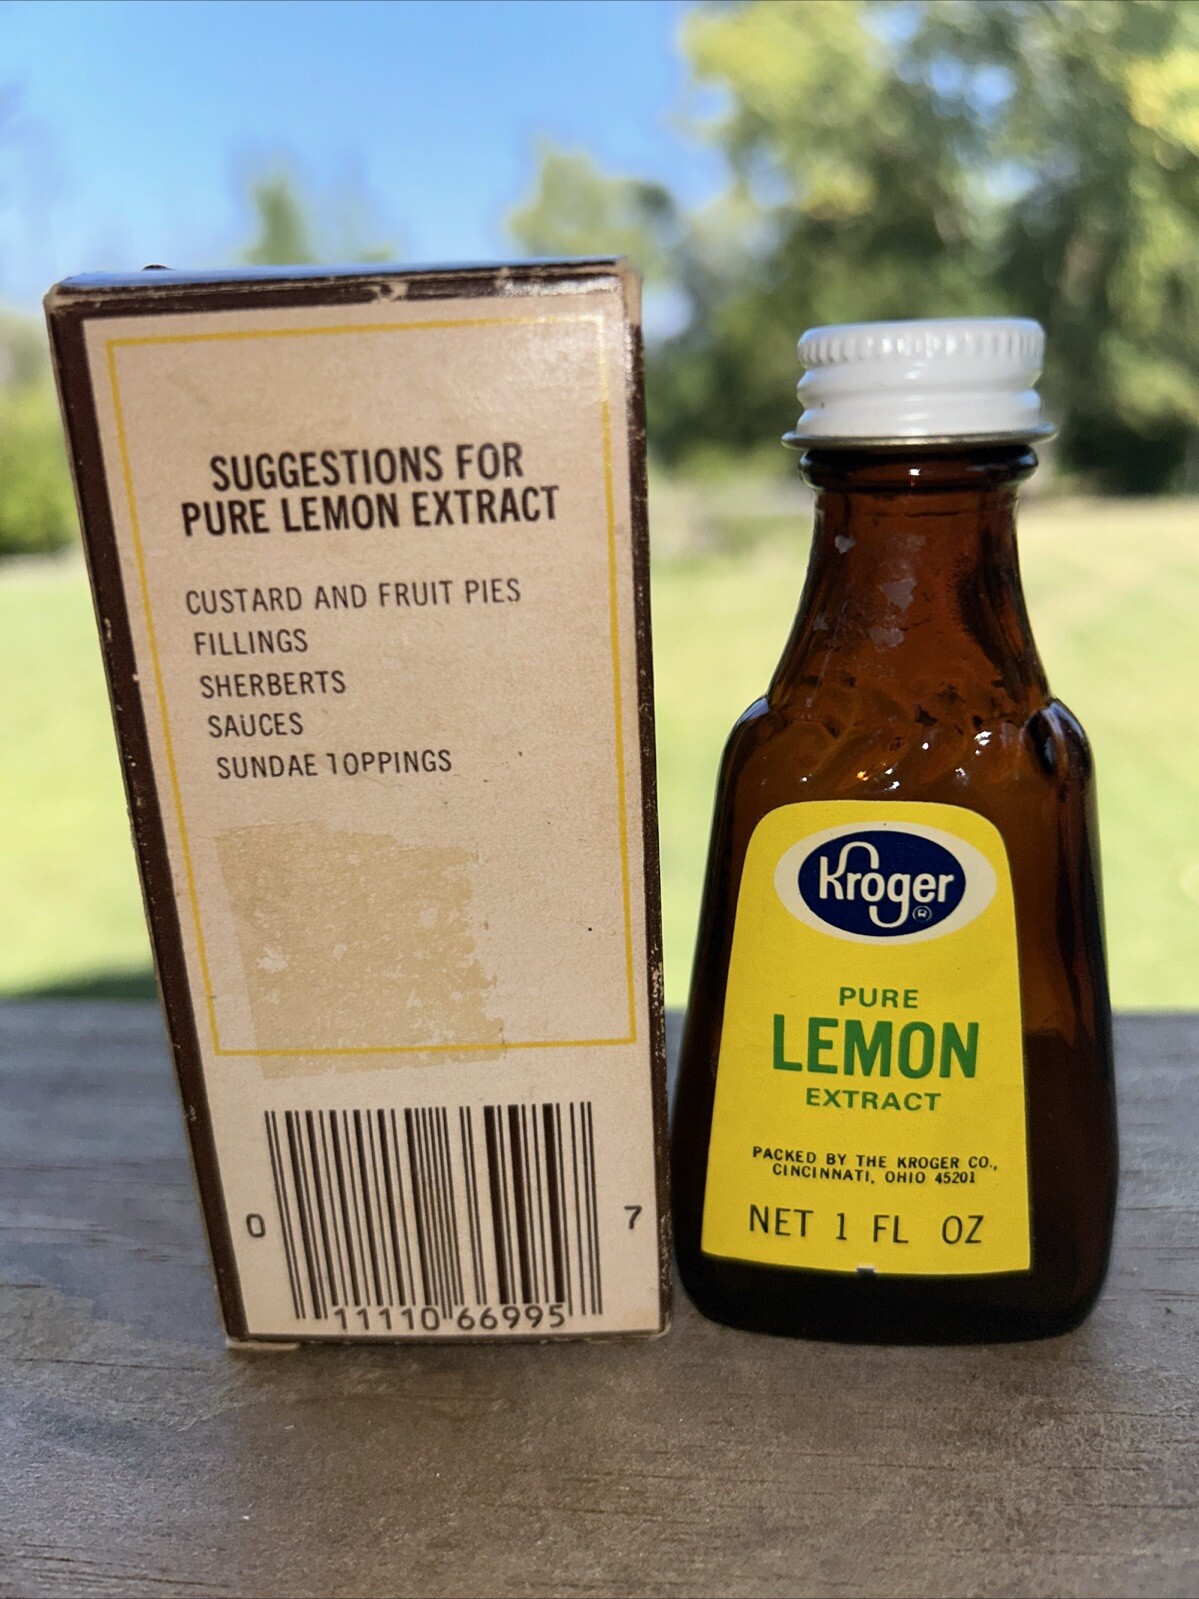 SUGGESTIONS FOR
PURE LEMON EXTRACT
CUSTARD AND FRUIT PIES
FILLINGS
SHERBERTS
SAUCES
SUNDAE TOPPINGS
0 11110 66995 7
Kroger ®
PURE
LEMON
EXTRACT
PACKED BY THE KROGER CO.,
CINCINNATI, OHIO 45201
NET 1 FL OZ